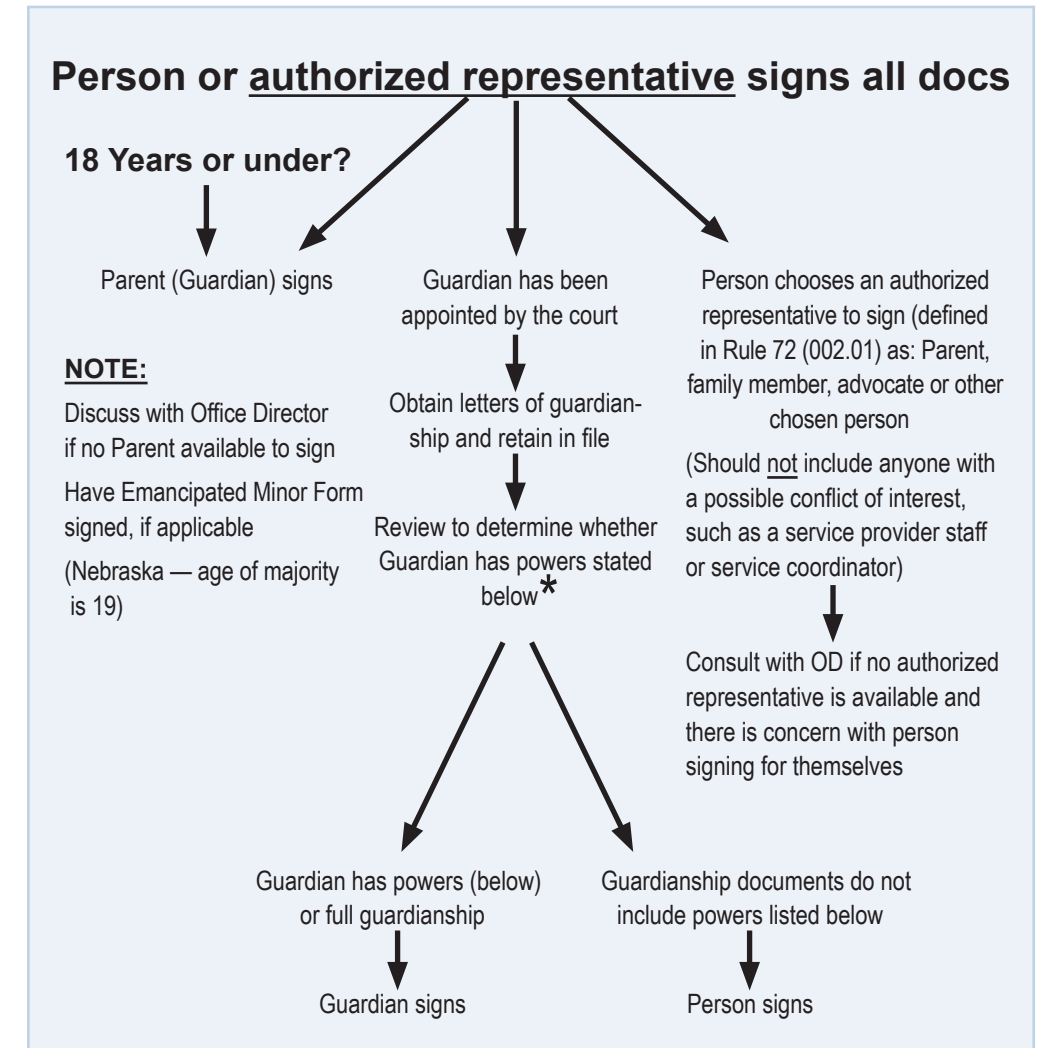 Person or authorized representative signs all docs
18 Years or under?
Parent (Guardian) signs
NOTE:
Discuss with Office Director
if no Parent available to sign
Have Emancipated Minor Form
signed, if applicable
(Nebraska — age of majority
is 19)
Guardian has been
appointed by the court
Obtain letters of guardian-
ship and retain in file
Review to determine whether
Guardian has powers stated
below*
Person chooses an authorized
representative to sign (defined
in Rule 72 (002.01) as: Parent,
family member, advocate or other
chosen person
(Should not include anyone with
a possible conflict of interest,
such as a service provider staff
or service coordinator)
Consult with OD if no authorized
representative is available and
there is concern with person
signing for themselves
Guardian has powers (below)
or full guardianship
Guardian signs
Guardianship documents do not
include powers listed below
Person signs